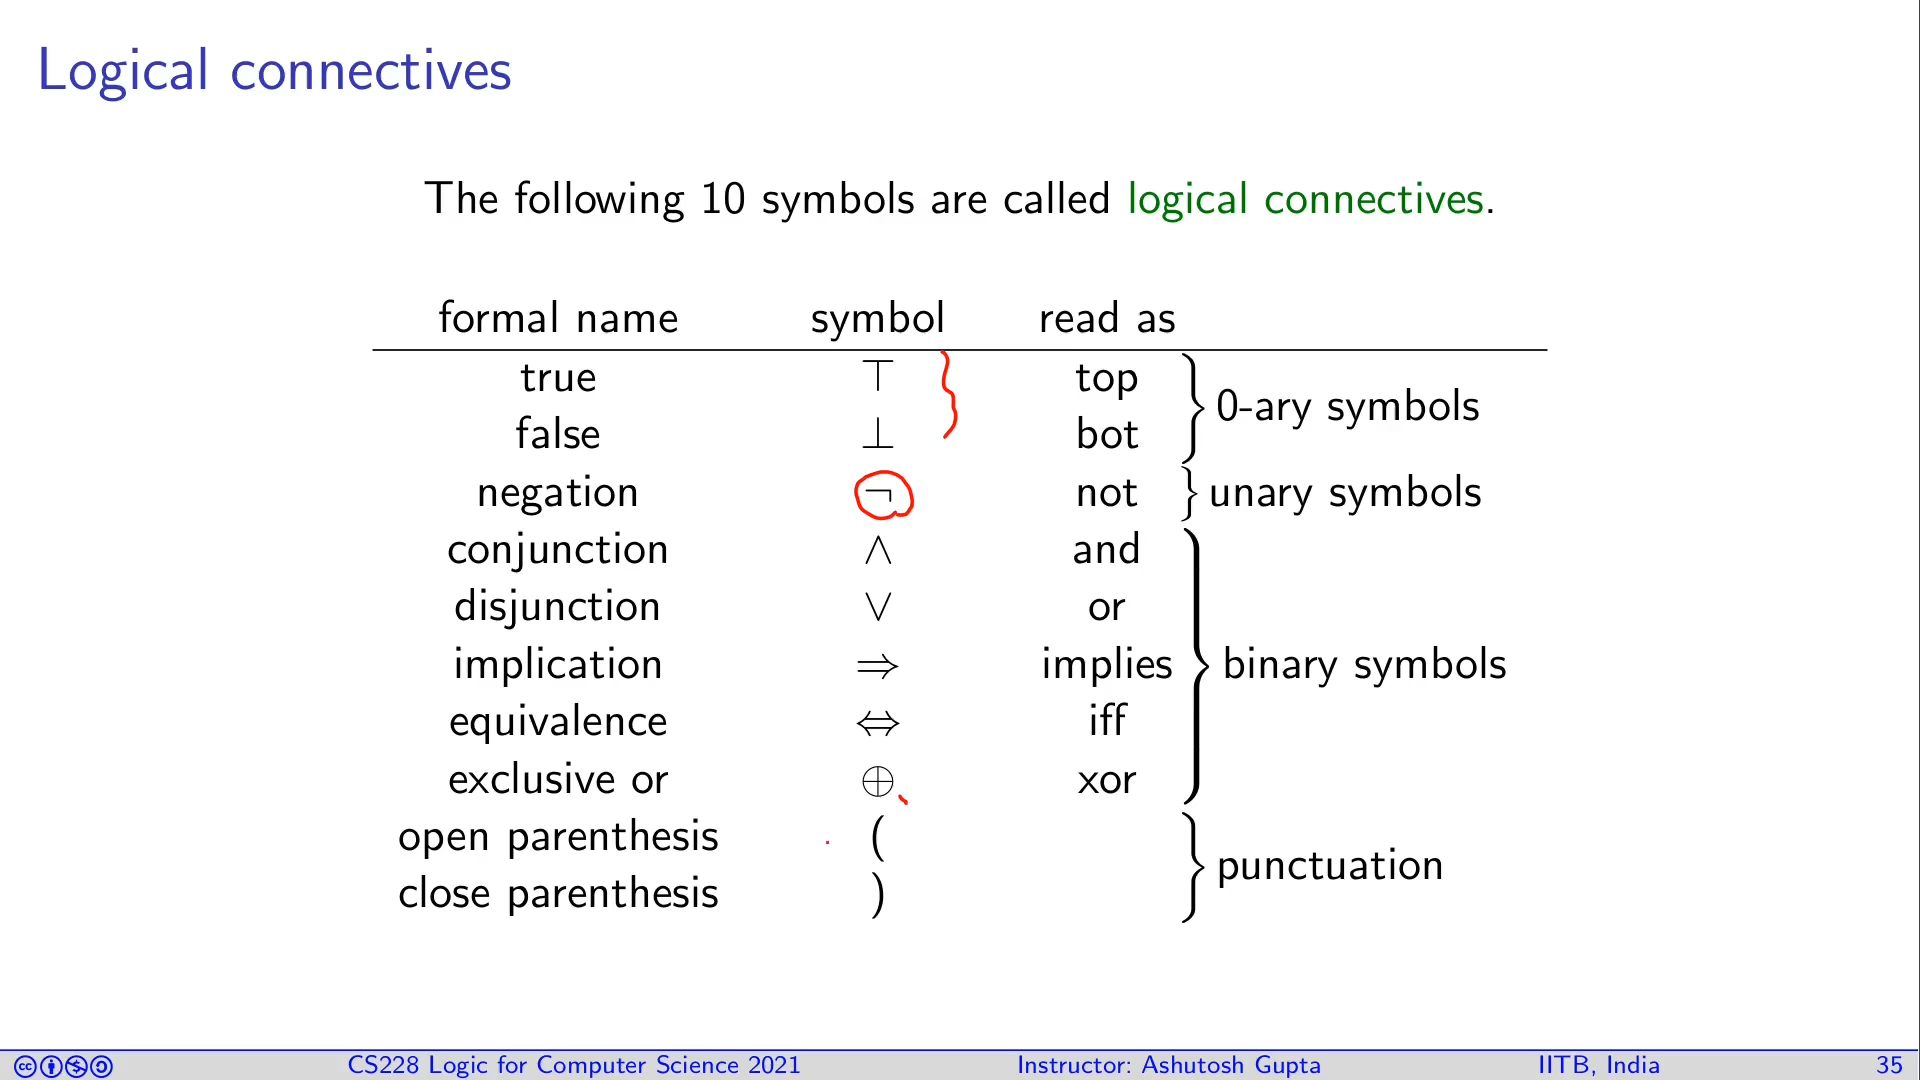 Logical connectives
The following 10 symbols are called logical connectives.
formal name symbol read as
true ⊤ top
false ⊥ bot
0-ary symbols
negation ¬ not unary symbols
conjunction ∧ and
disjunction ∨ or
implication ⇒ implies binary symbols
equivalence ⇔ iff
exclusive or ⊕ xor
open parenthesis (
close parenthesis )
punctuation
CS228 Logic for Computer Science 2021 Instructor: Ashutosh Gupta IITB, India 35